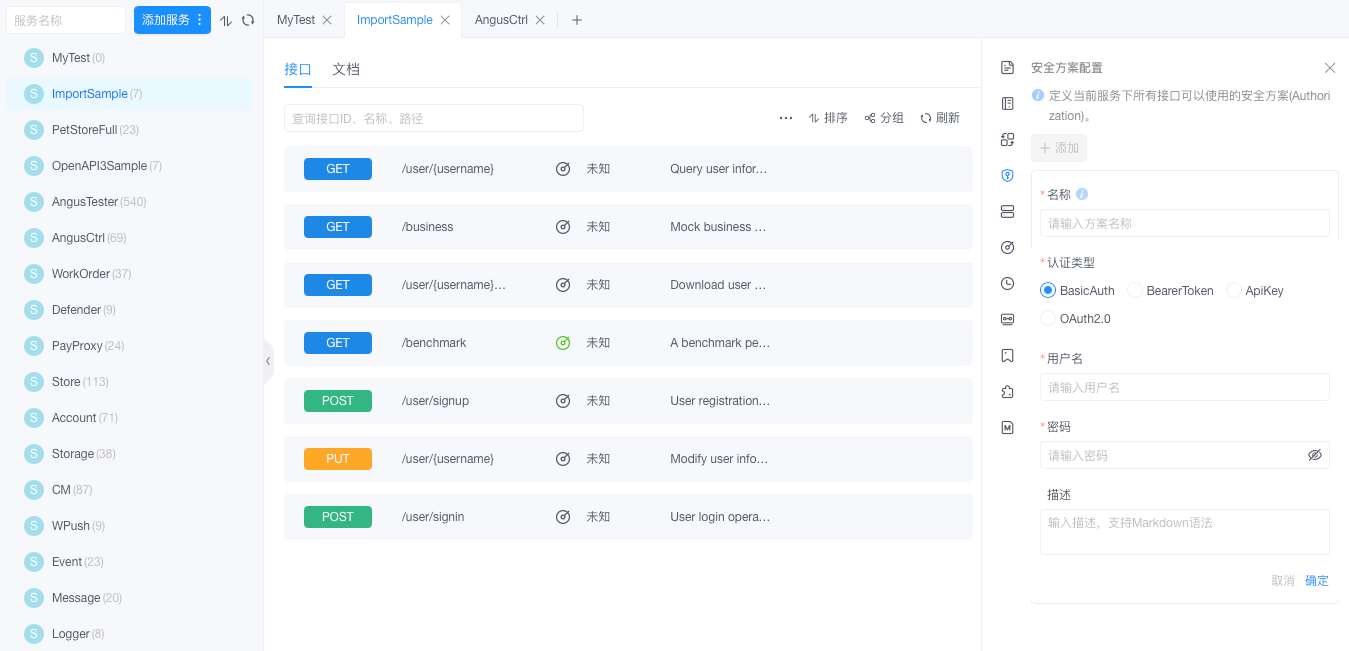 服务名称
添加服务
S MyTest (0)
S ImportSample (7)
S PetStoreFull (23)
S OpenAPI3Sample (7)
S AngusTester (540)
S AngusCtrl (69)
S WorkOrder (37)
S Defender (9)
S PayProxy (24)
S Store (113)
S Account (71)
S Storage (38)
S CM (87)
S WPush (9)
S Event (23)
S Message (20)
S Logger (8)
MyTest
ImportSample
AngusCtrl
接口 文档
查询接口ID、名称、路径
排序 分组 刷新
GET /user/{username} 未知 Query user infor…
GET /business 未知 Mock business …
GET /user/{username}… 未知 Download user …
GET /benchmark 未知 A benchmark pe…
POST /user/signup 未知 User registration…
PUT /user/{username} 未知 Modify user info…
POST /user/signin 未知 User login opera…
M
安全方案配置
i 定义当前服务下所有接口可以使用的安全方案(Authori
zation)。
+ 添加
*名称 i
请输入方案名称
*认证类型
BasicAuth BearerToken ApiKey
OAuth2.0
*用户名
请输入用户名
*密码
请输入密码
描述
输入描述，支持Markdown语法
取消 确定